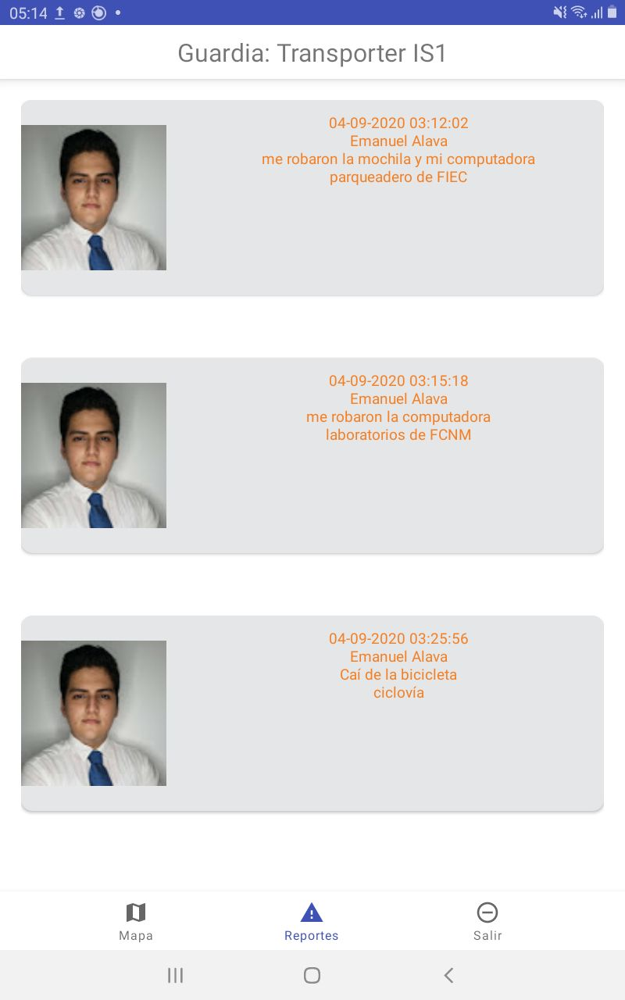 05:14
Guardia: Transporter IS1
04-09-2020 03:12:02
Emanuel Alava
me robaron la mochila y mi computadora
parqueadero de FIEC
04-09-2020 03:15:18
Emanuel Alava
me robaron la computadora
laboratorios de FCNM
04-09-2020 03:25:56
Emanuel Alava
Caí de la bicicleta
ciclovía
Mapa
Reportes
Salir